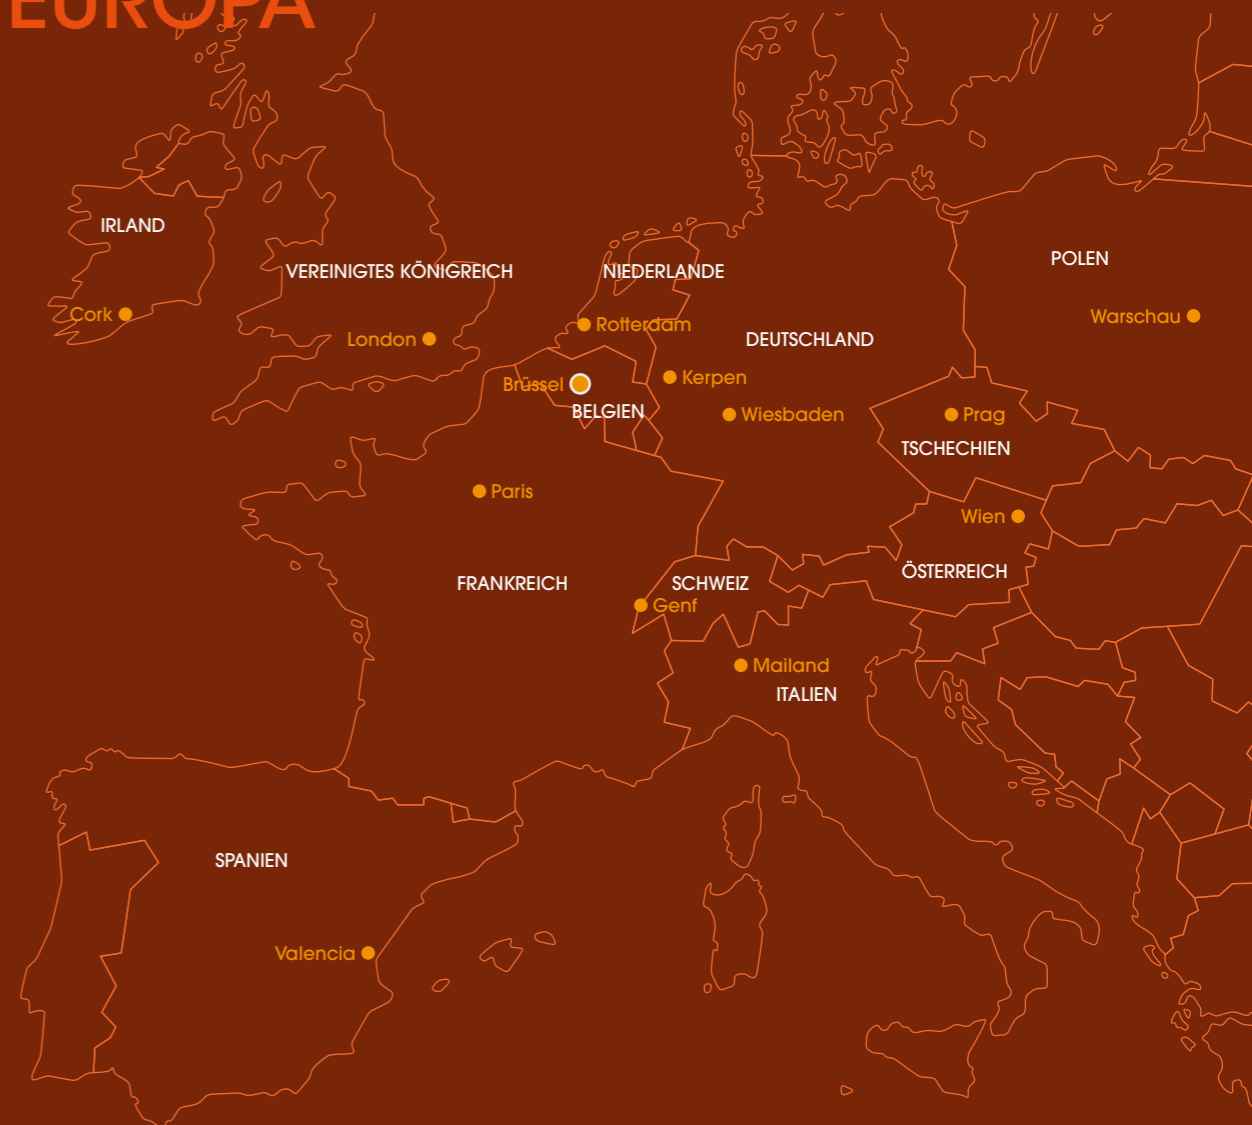 EUROPA
IRLAND
VEREINIGTES KÖNIGREICH
NIEDERLANDE
POLEN
Cork
London
Rotterdam
Warschau
DEUTSCHLAND
Brüssel
Kerpen
BELGIEN
Wiesbaden
Prag
TSCHECHIEN
Paris
Wien
FRANKREICH
SCHWEIZ
ÖSTERREICH
Genf
Mailand
ITALIEN
SPANIEN
Valencia